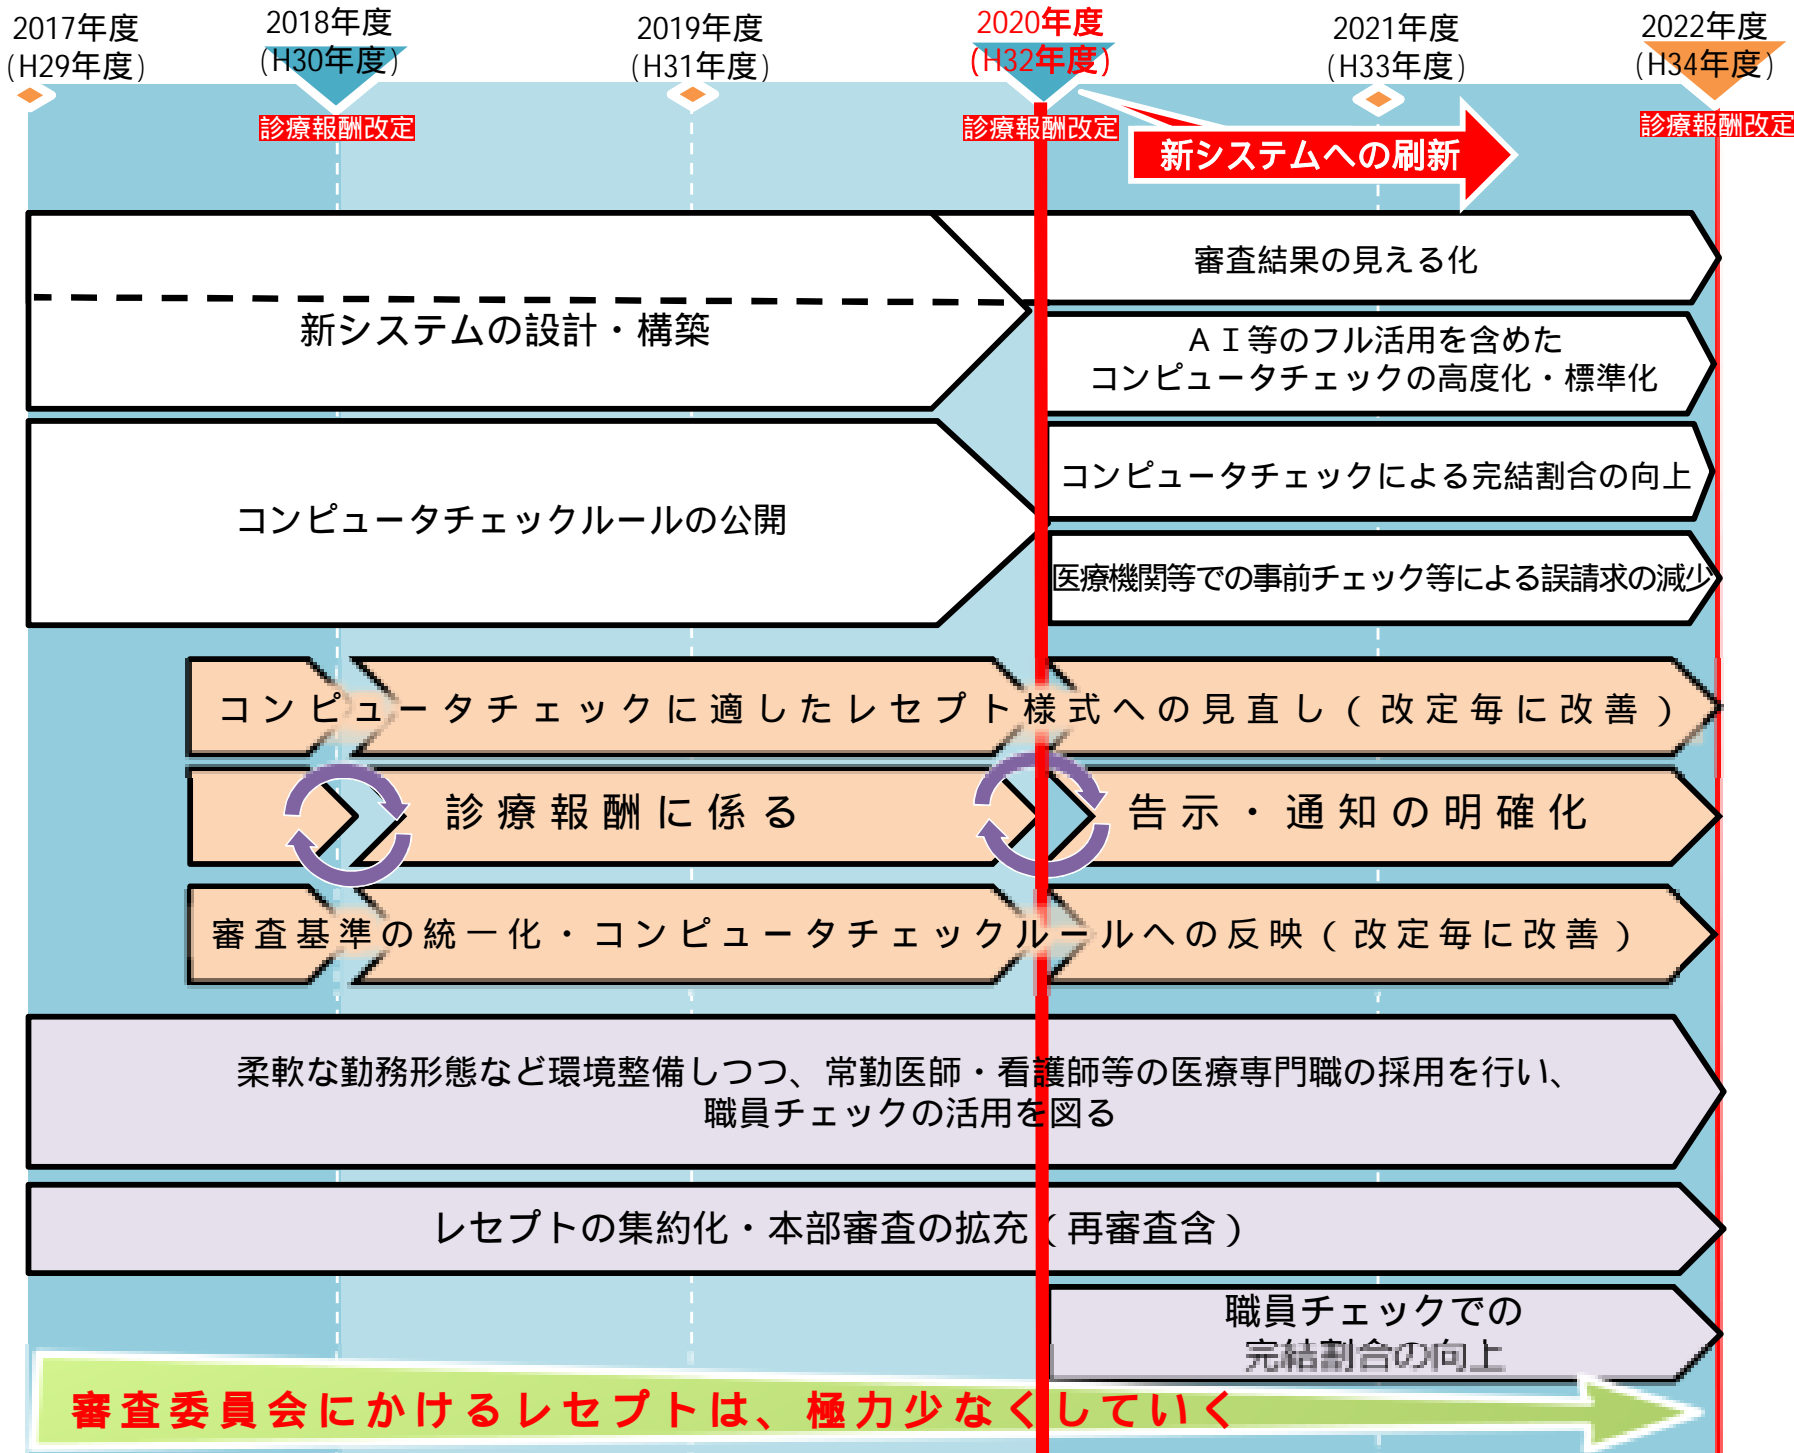 2017年度
(H29年度)
2018年度
(H30年度)
2019年度
(H31年度)
2020年度
(H32年度)
2021年度
(H33年度)
2022年度
(H34年度)
診療報酬改定
診療報酬改定
診療報酬改定
新システムへの刷新
審査結果の見える化
新システムの設計・構築
ＡＩ等のフル活用を含めた
コンピュータチェックの高度化・標準化
コンピュータチェックによる完結割合の向上
コンピュータチェックルールの公開
医療機関等での事前チェック等による誤請求の減少
コンピュータチェックに適したレセプト様式への見直し（改定毎に改善）
診療報酬に係る　告示・通知の明確化
審査基準の統一化・コンピュータチェックルールへの反映（改定毎に改善）
柔軟な勤務形態など環境整備しつつ、常勤医師・看護師等の医療専門職の採用を行い、
職員チェックの活用を図る
レセプトの集約化・本部審査の拡充（再審査含）
職員チェックでの
完結割合の向上
審査委員会にかけるレセプトは、極力少なくしていく